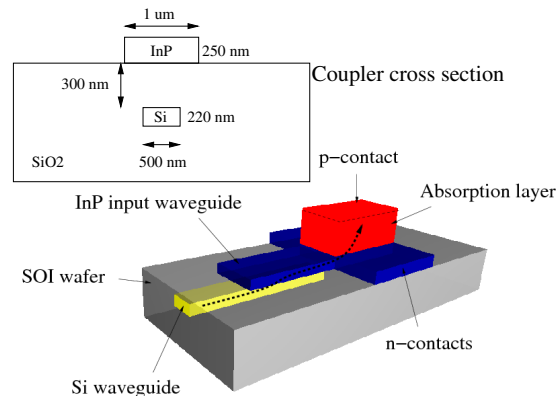 1 um
InP
250 nm
Coupler cross section
300 nm
Si
220 nm
500 nm
SiO2
p−contact
Absorption layer
InP input waveguide
SOI wafer
n−contacts
Si waveguide